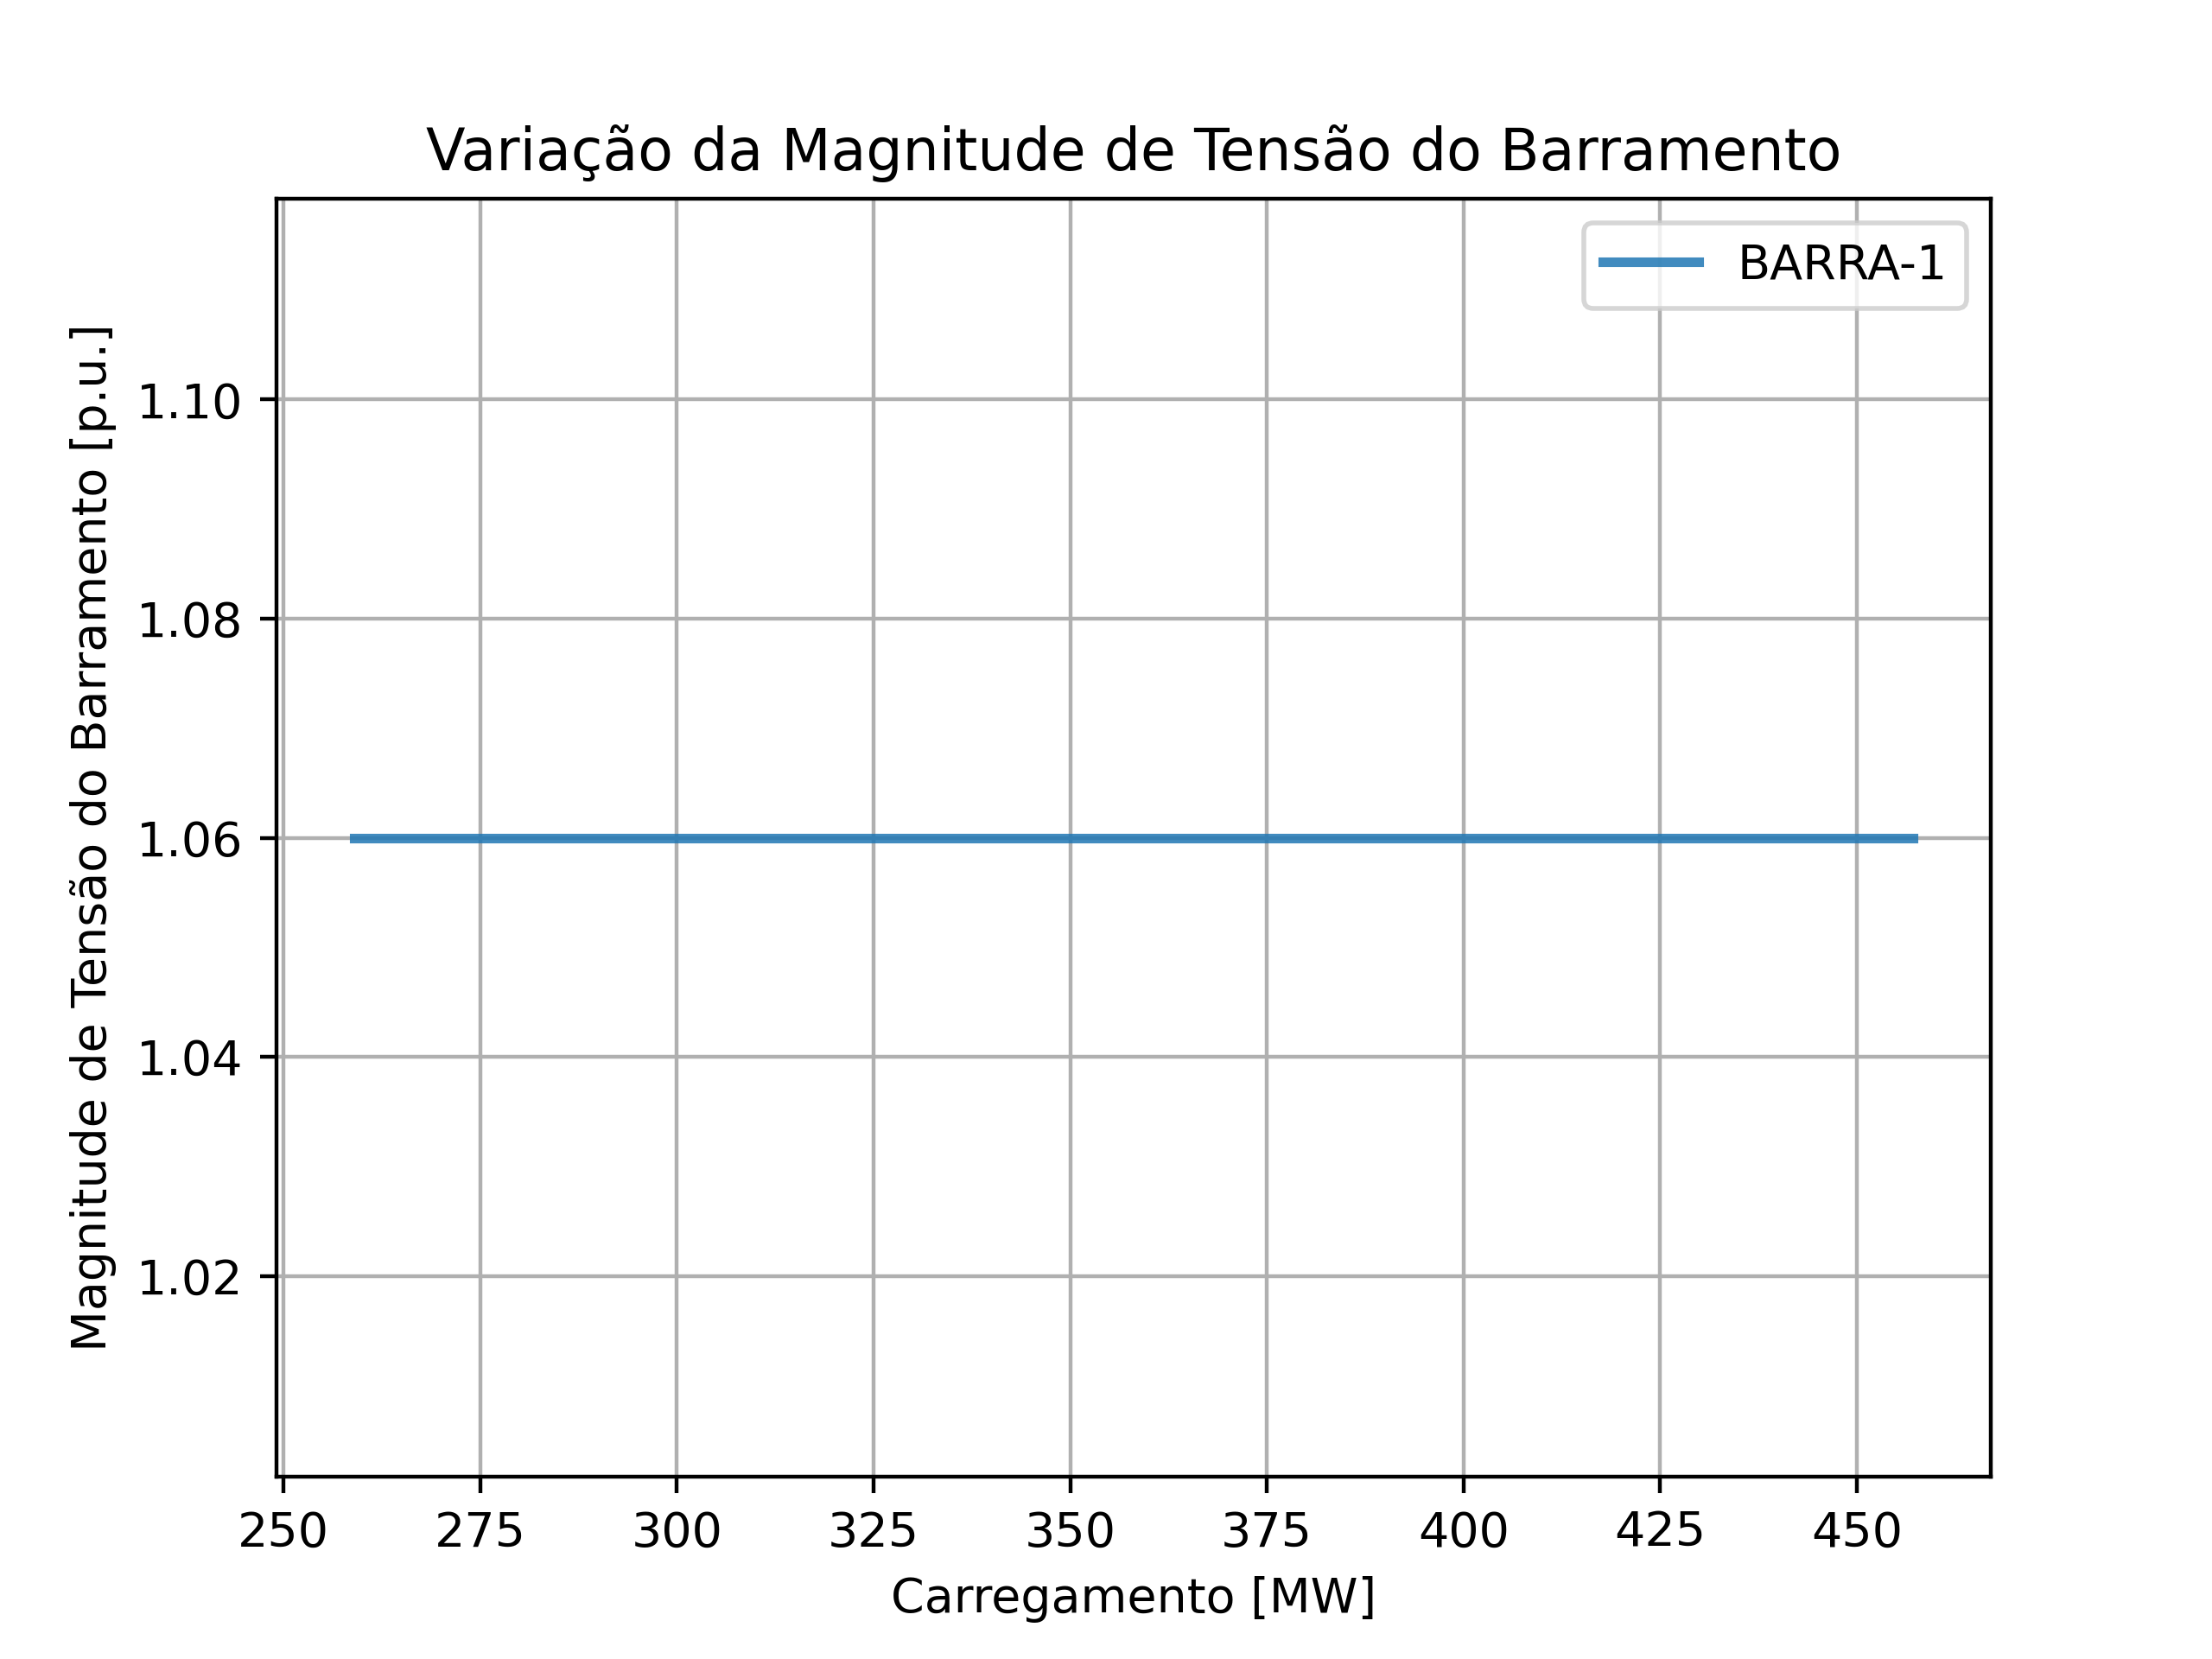 Variação da Magnitude de Tensão do Barramento
BARRA-1
Magnitude de Tensão do Barramento [p.u.]
1.10
1.08
1.06
1.04
1.02
250 275 300 325 350 375 400 425 450
Carregamento [MW]